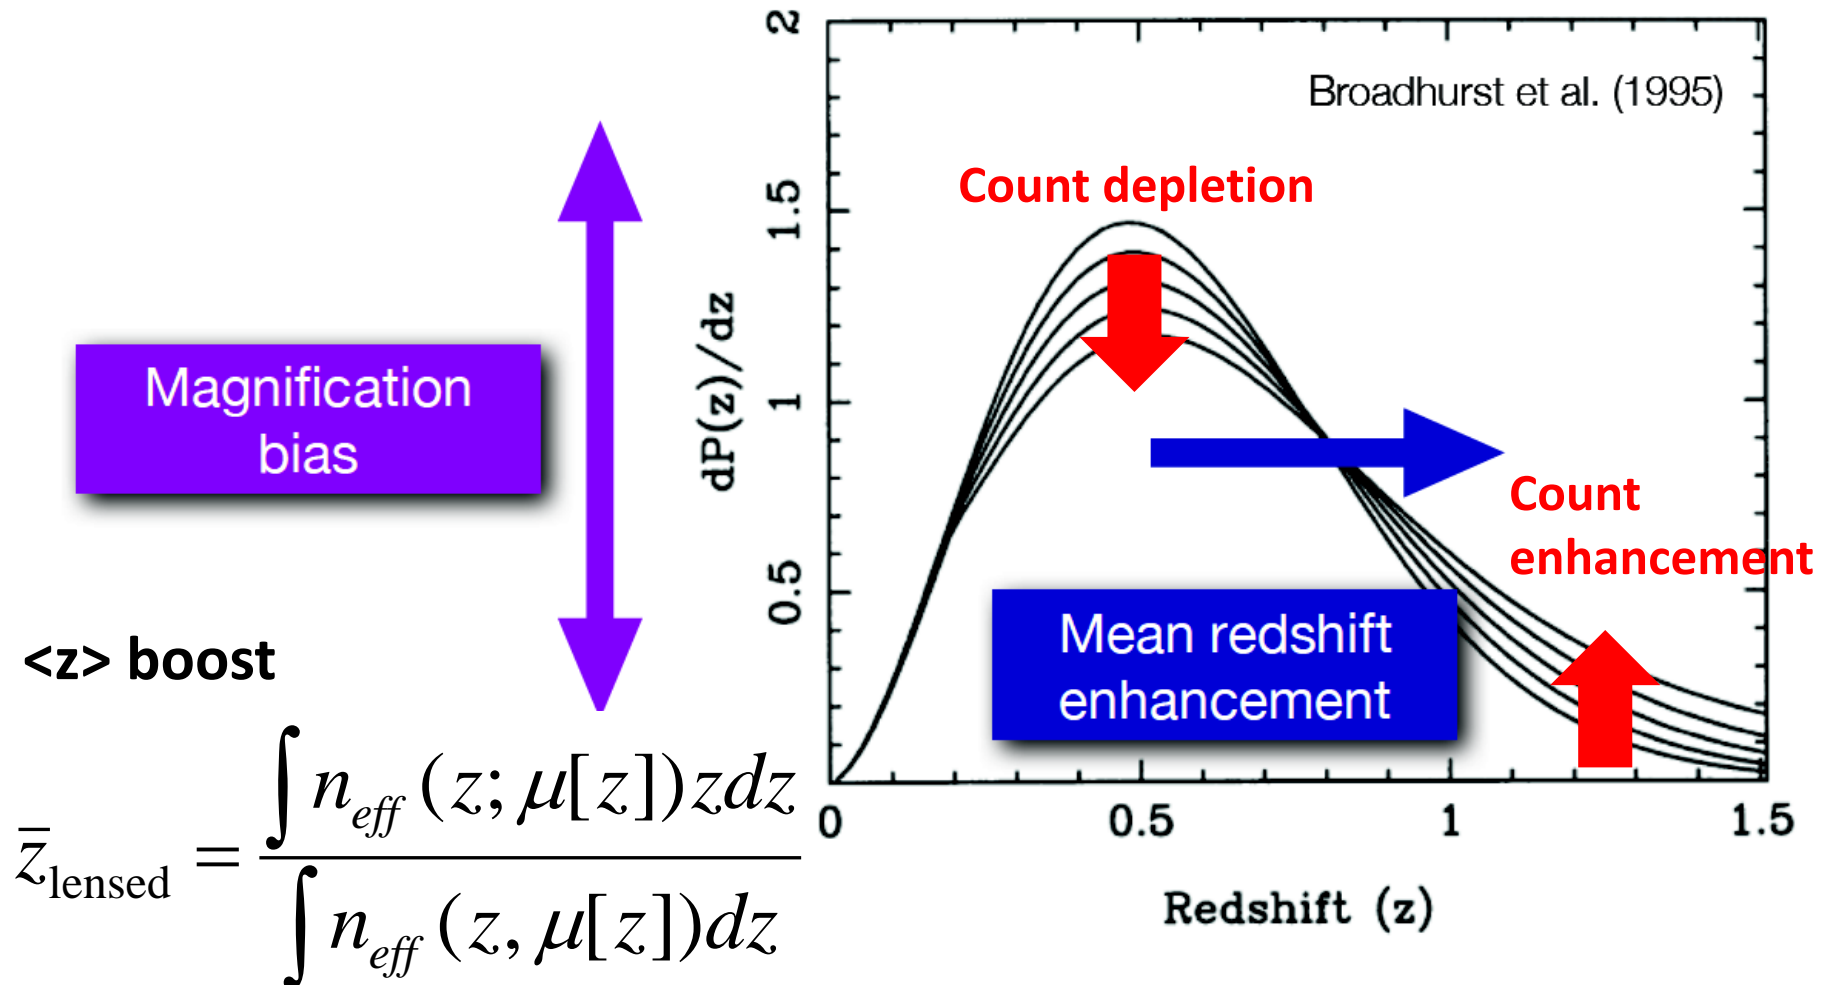 Broadhurst et al. (1995)
Count depletion
Magnification
bias
Count
enhancement
Mean redshift
enhancement
<z> boost
z̅lensed = ∫ neff (z; μ[z])zdz
∫ neff (z, μ[z])dz
dP(z)/dz
2
1.5
1
0.5
0 0.5 1 1.5
Redshift (z)